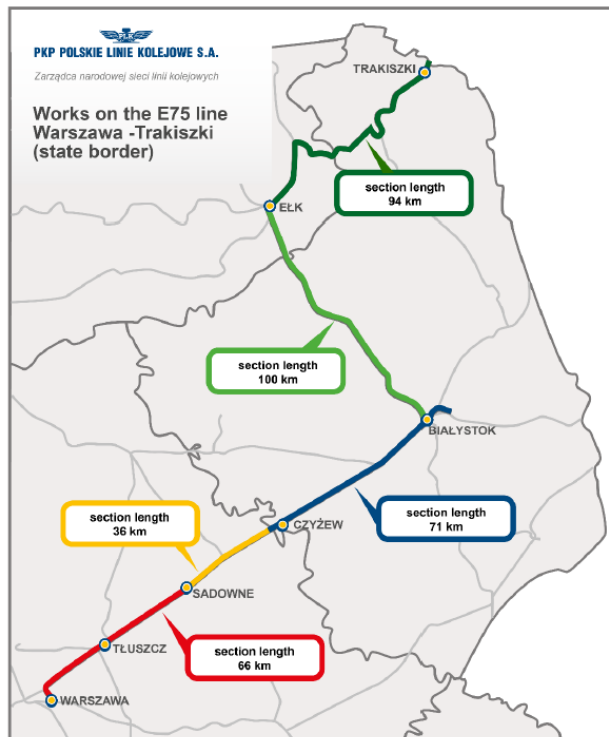 PLK
PKP POLSKIE LINIE KOLEJOWE S.A.
Zarządca narodowej sieci linii kolejowych
Works on the E75 line
Warszawa -Trakiszki
(state border)
TRAKISZKI
section length
94 km
EŁK
section length
100 km
BIAŁYSTOK
section length
36 km
CZYŻEW
section length
71 km
SADOWNE
TŁUSZCZ
section length
66 km
WARSZAWA